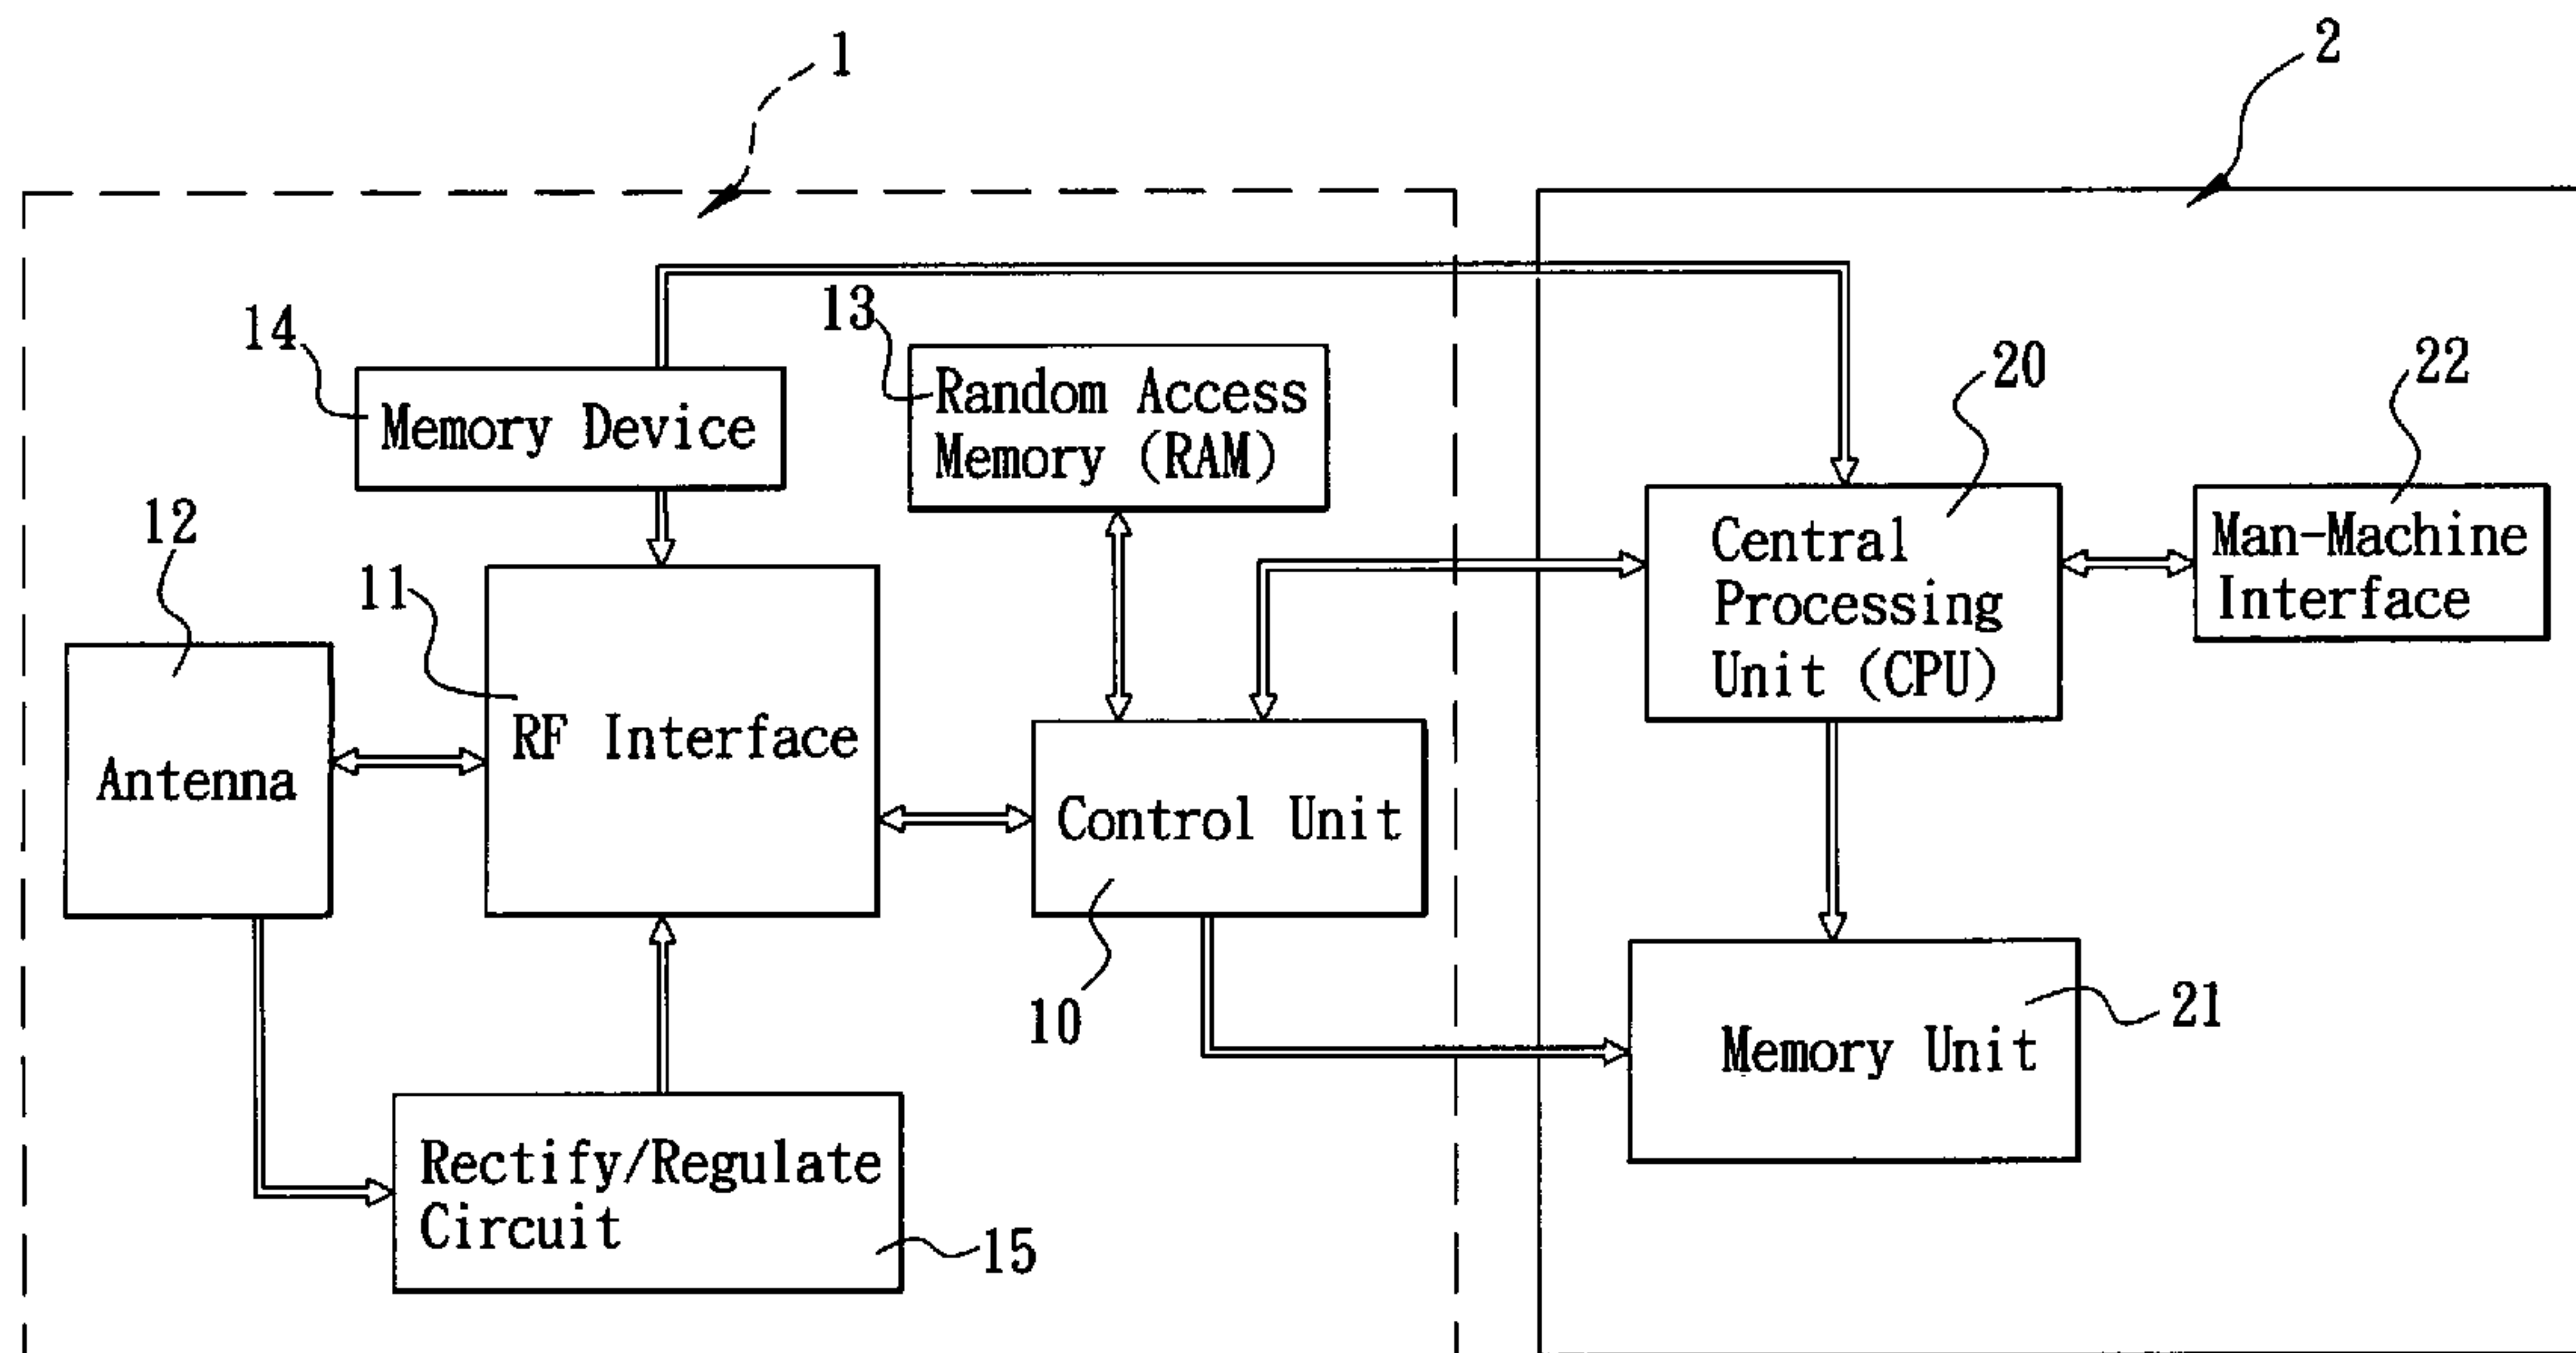 1
2
14
Memory Device
13
Random Access
Memory (RAM)
20
Central
Processing
Unit (CPU)
22
Man-Machine
Interface
12
Antenna
11
RF Interface
Control Unit
10
Memory Unit
21
Rectify/Regulate
Circuit
15